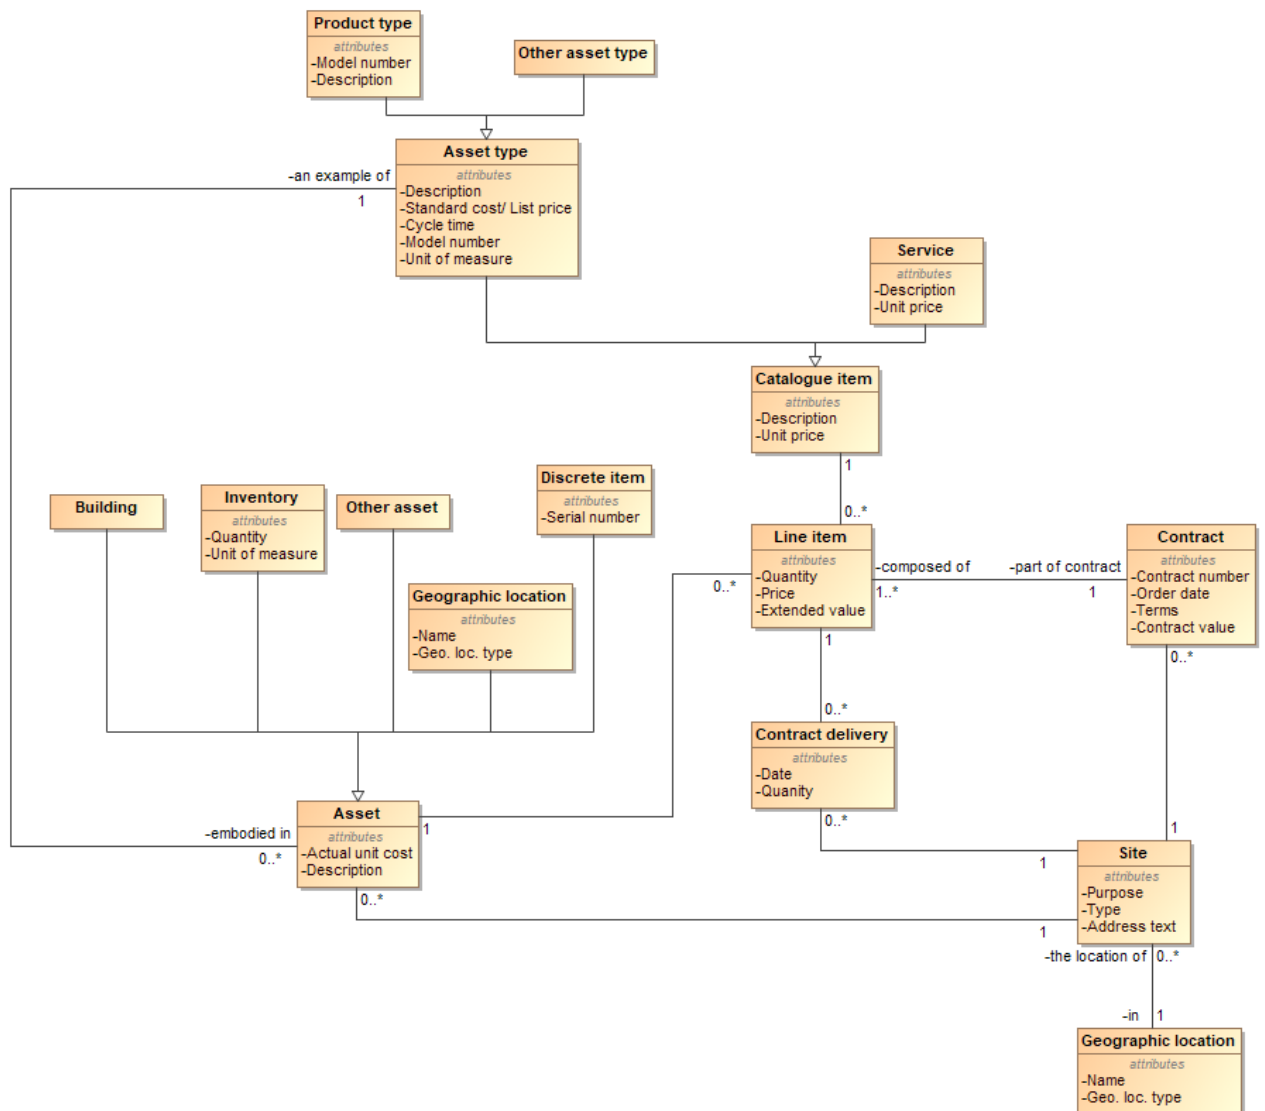 Product type
attributes
-Model number
-Description
Other asset type
Asset type
attributes
-Description
-Standard cost/ List price
-Cycle time
-Model number
-Unit of measure
-an example of
1
Service
attributes
-Description
-Unit price
Catalogue item
attributes
-Description
-Unit price
1
0..*
Building
Inventory
attributes
-Quantity
-Unit of measure
Other asset
Discrete item
attributes
-Serial number
Geographic location
attributes
-Name
-Geo. loc. type
Line item
attributes
-Quantity
-Price
-Extended value
0..*
-composed of
1..*
-part of contract
1
Contract
attributes
-Contract number
-Order date
-Terms
-Contract value
0..*
1
0..*
Contract delivery
attributes
-Date
-Quanity
0..*
1
1
Asset
attributes
-Actual unit cost
-Description
1
-embodied in
0..*
0..*
1
Site
attributes
-Purpose
-Type
-Address text
-the location of
0..*
-in
1
Geographic location
attributes
-Name
-Geo. loc. type